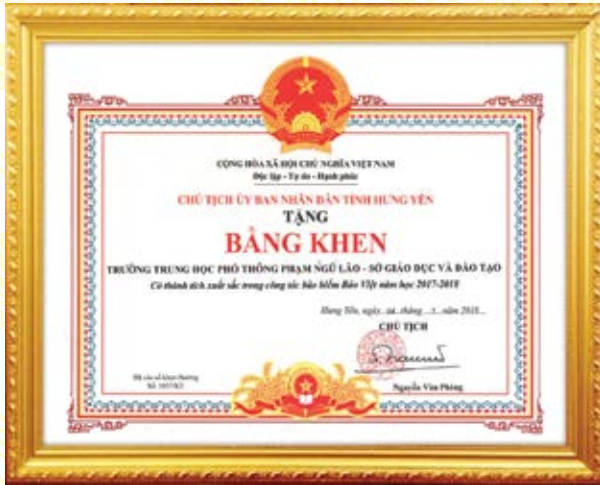 CỘNG HÒA XÃ HỘI CHỦ NGHĨA VIỆT NAM
Độc lập - Tự do - Hạnh phúc
CHỦ TỊCH ỦY BAN NHÂN DÂN TỈNH HƯNG YÊN
TẶNG
BẰNG KHEN
TRƯỜNG TRUNG HỌC PHỔ THÔNG PHẠM NGŨ LÃO - SỞ GIÁO DỤC VÀ ĐÀO TẠO
Có thành tích xuất sắc trong công tác bảo hiểm Bảo Việt năm học 2017-2018
Hưng Yên, ngày tháng năm 2018
CHỦ TỊCH
Số
Nguyễn Văn Phóng